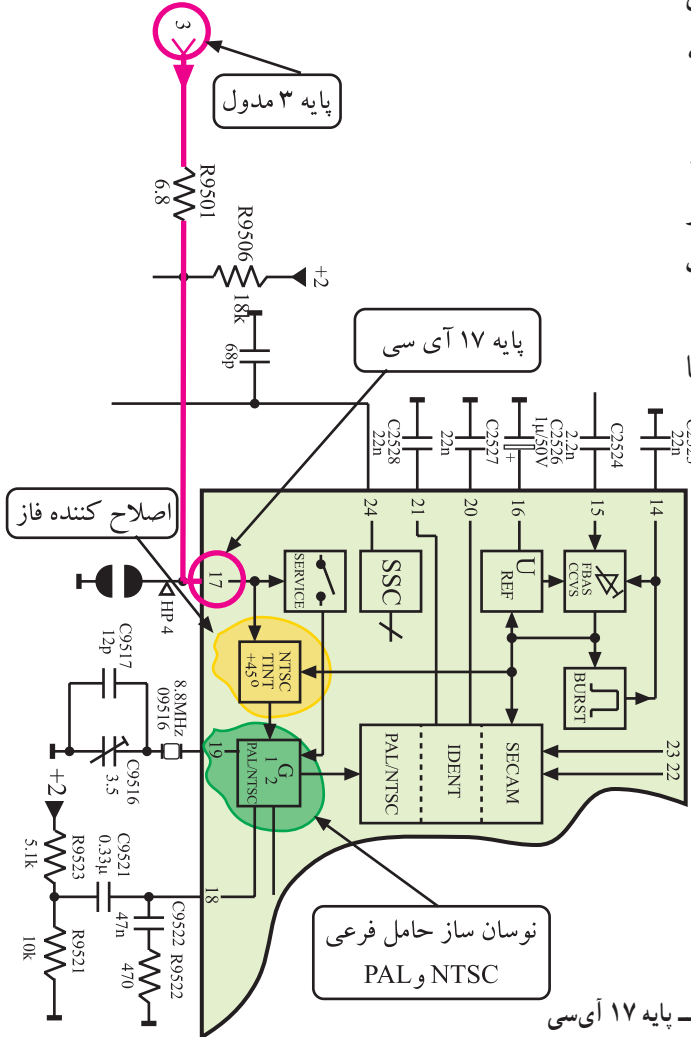 3
پایه ۳ مدول
R9501
6.8
R9506
18k
+2
68p
پایه ۱۷ آی سی
C2528
22n
C2527
22n
C2526
1µ/50V
+
C2524
2.2n
22n
اصلاح کننده فاز
24
21
20
16
15
14
17
HP 4
SERVICE
SSC
U
REF
FBAS
CCVS
BURST
NTSC
TINT
+45°
C9517
12p
8.8MHz
09516
19
G
1 2
PAL/NTSC
PAL/NTSC
IDENT
SECAM
23 22
C9516
3.5
+2
R9523
5.1k
C9521
0.33µ
18
C9522
47n
R9522
470
R9521
10k
نوسان ساز حامل فرعی
PAL و NTSC
ـ پایه ۱۷ آی‌سی